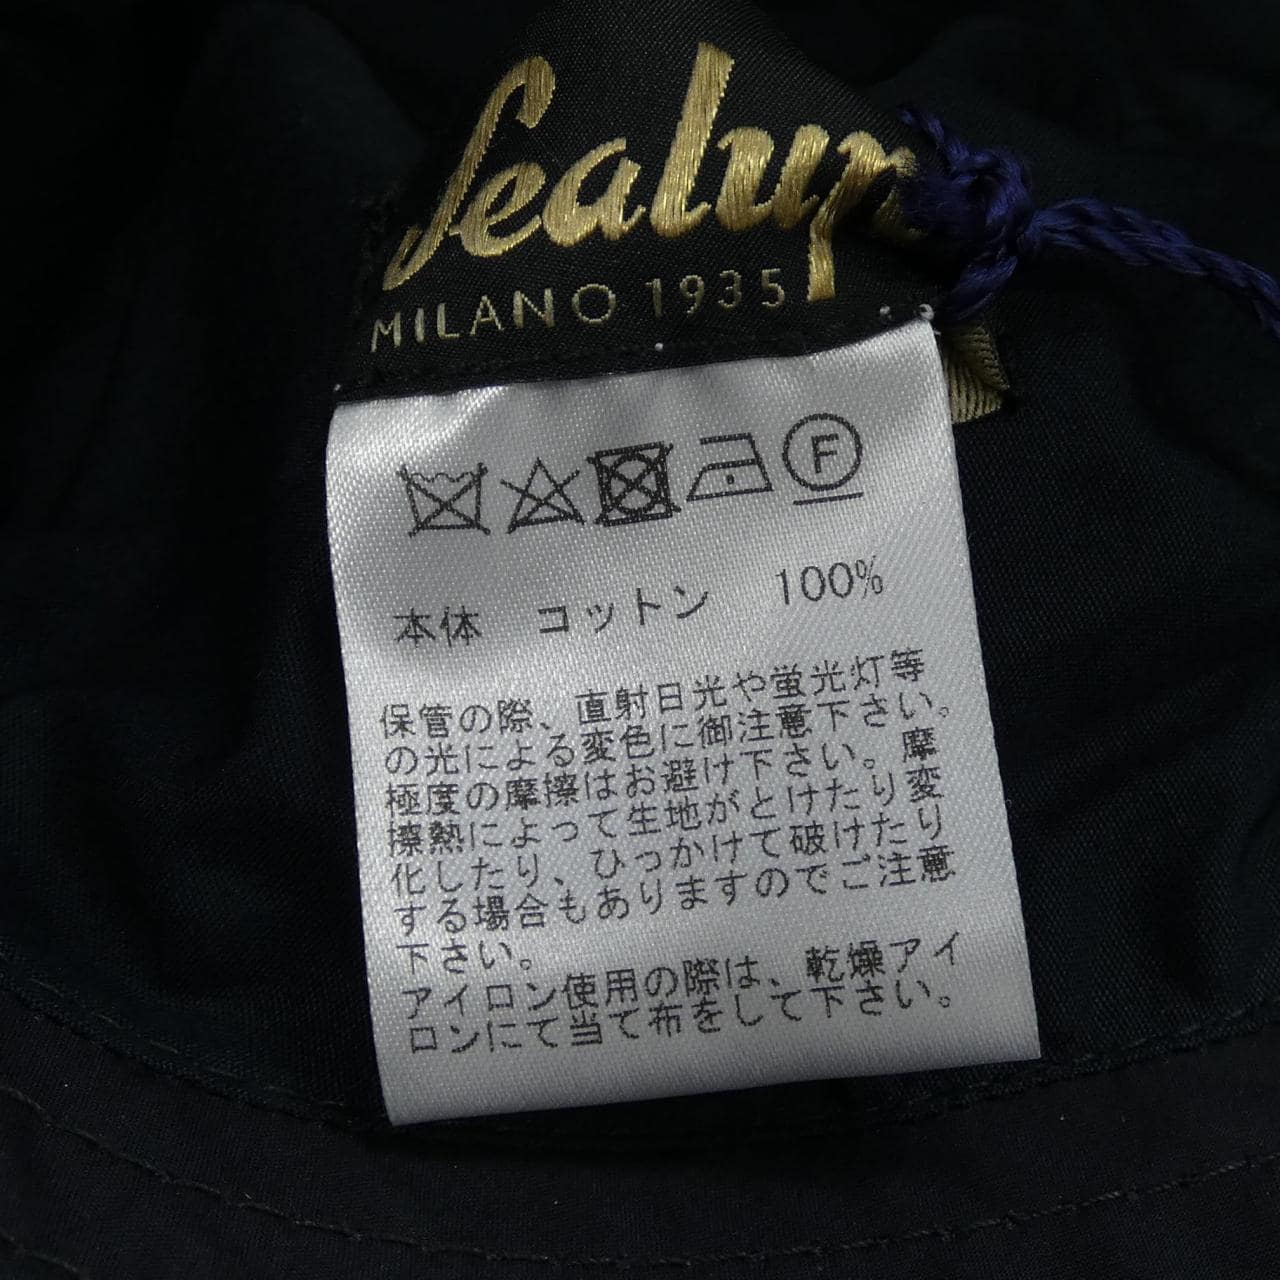 Sealup
MILANO 1935
F
本体 コットン 100%
保管の際、直射日光や蛍光灯等
の光による変色に御注意下さい。
極度の摩擦はお避け下さい。摩
擦熱によって生地がとけたり変
化したり、ひっかけて破けたり
する場合もありますのでご注意
下さい。
アイロン使用の際は、乾燥アイ
ロンにて当て布をして下さい。